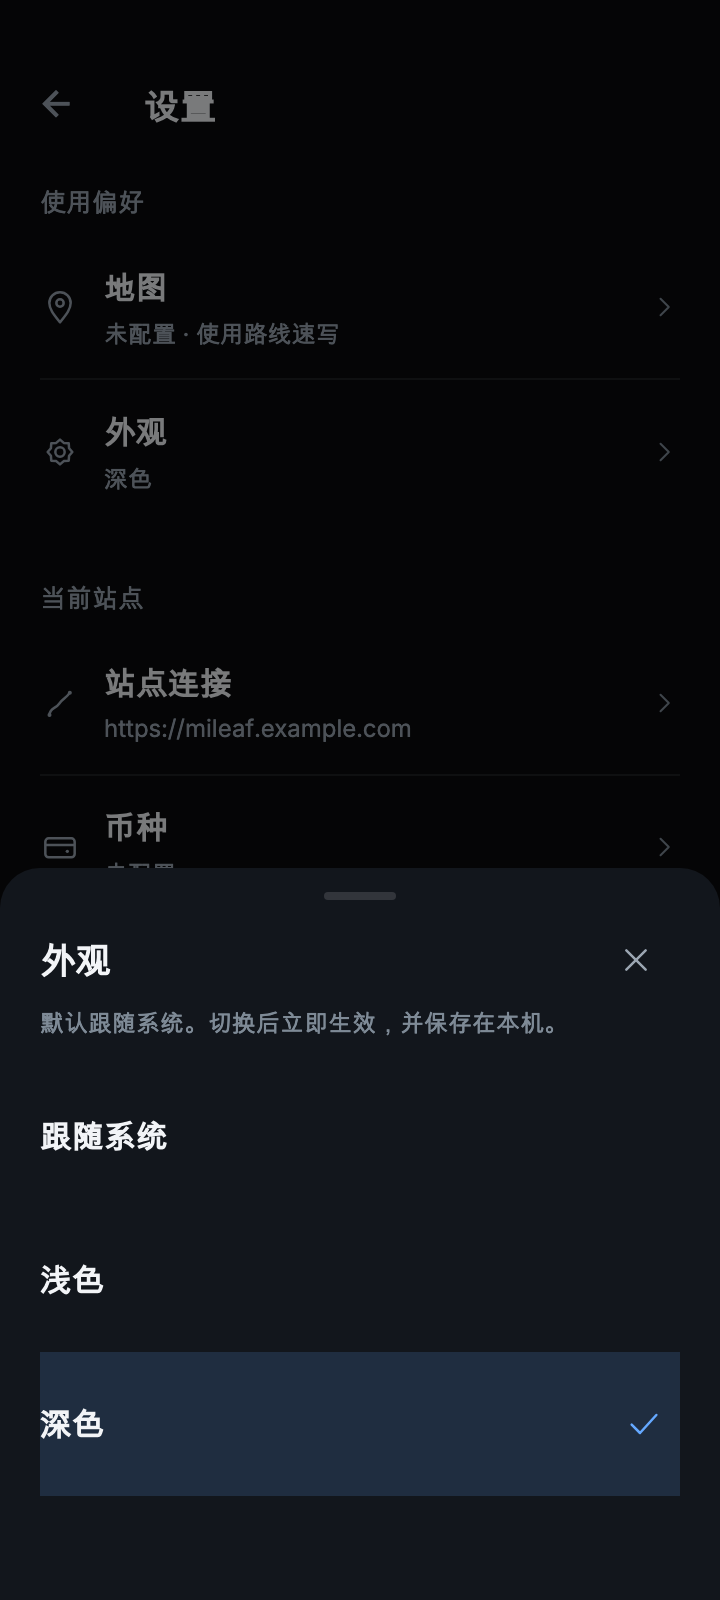 设置
使用偏好
地图
未配置 · 使用路线速写
外观
深色
当前站点
站点连接
https://mileaf.example.com
币种
未配置
外观
默认跟随系统。切换后立即生效，并保存在本机。
跟随系统
浅色
深色